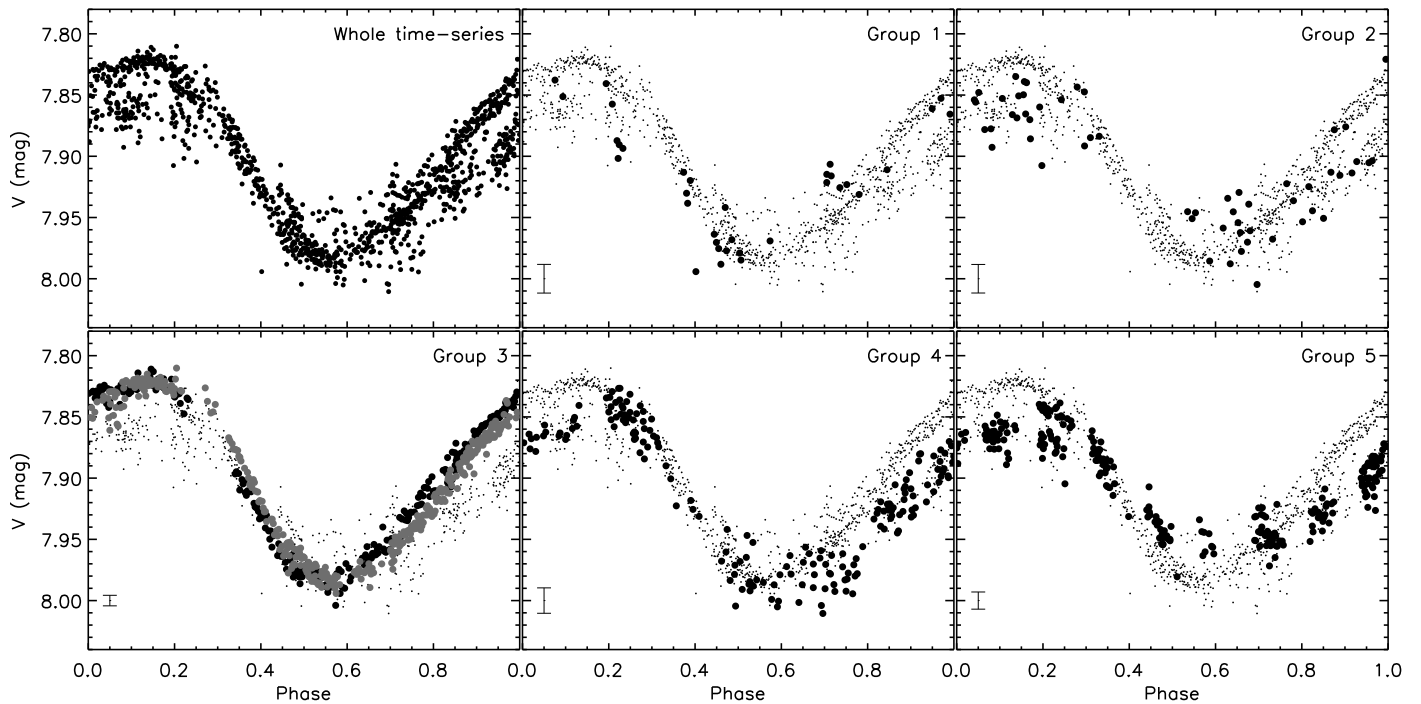 Whole time-series
Group 1
Group 2
7.80
7.85
7.90
7.95
8.00
V (mag)
Group 3
Group 4
Group 5
7.80
7.85
7.90
7.95
8.00
V (mag)
0.0 0.2 0.4 0.6 0.8 0.0 0.2 0.4 0.6 0.8 0.0 0.2 0.4 0.6 0.8 1.0
Phase Phase Phase